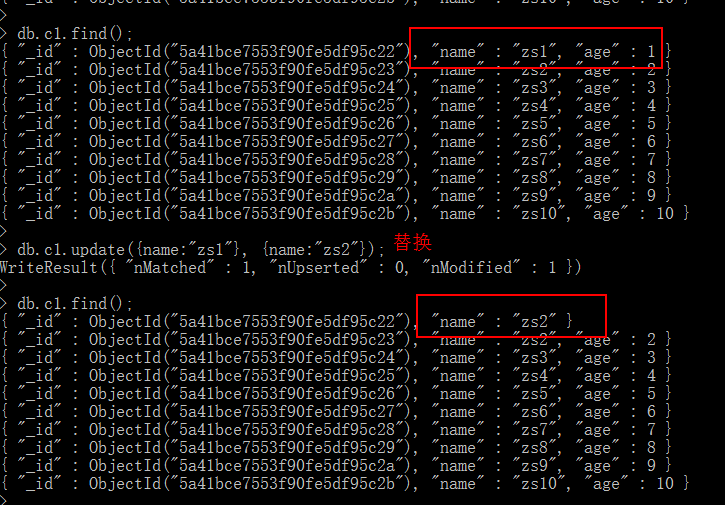 >
> db.c1.find();
{ "_id" : ObjectId("5a41bce7553f90fe5df95c22"), "name" : "zs1", "age" : 1 }
{ "_id" : ObjectId("5a41bce7553f90fe5df95c23"), "name" : "zs2", "age" : 2 }
{ "_id" : ObjectId("5a41bce7553f90fe5df95c24"), "name" : "zs3", "age" : 3 }
{ "_id" : ObjectId("5a41bce7553f90fe5df95c25"), "name" : "zs4", "age" : 4 }
{ "_id" : ObjectId("5a41bce7553f90fe5df95c26"), "name" : "zs5", "age" : 5 }
{ "_id" : ObjectId("5a41bce7553f90fe5df95c27"), "name" : "zs6", "age" : 6 }
{ "_id" : ObjectId("5a41bce7553f90fe5df95c28"), "name" : "zs7", "age" : 7 }
{ "_id" : ObjectId("5a41bce7553f90fe5df95c29"), "name" : "zs8", "age" : 8 }
{ "_id" : ObjectId("5a41bce7553f90fe5df95c2a"), "name" : "zs9", "age" : 9 }
{ "_id" : ObjectId("5a41bce7553f90fe5df95c2b"), "name" : "zs10", "age" : 10 }
>
> db.c1.update({name:"zs1"}, {name:"zs2"}); 替换
WriteResult({ "nMatched" : 1, "nUpserted" : 0, "nModified" : 1 })
>
> db.c1.find();
{ "_id" : ObjectId("5a41bce7553f90fe5df95c22"), "name" : "zs2" }
{ "_id" : ObjectId("5a41bce7553f90fe5df95c23"), "name" : "zs2", "age" : 2 }
{ "_id" : ObjectId("5a41bce7553f90fe5df95c24"), "name" : "zs3", "age" : 3 }
{ "_id" : ObjectId("5a41bce7553f90fe5df95c25"), "name" : "zs4", "age" : 4 }
{ "_id" : ObjectId("5a41bce7553f90fe5df95c26"), "name" : "zs5", "age" : 5 }
{ "_id" : ObjectId("5a41bce7553f90fe5df95c27"), "name" : "zs6", "age" : 6 }
{ "_id" : ObjectId("5a41bce7553f90fe5df95c28"), "name" : "zs7", "age" : 7 }
{ "_id" : ObjectId("5a41bce7553f90fe5df95c29"), "name" : "zs8", "age" : 8 }
{ "_id" : ObjectId("5a41bce7553f90fe5df95c2a"), "name" : "zs9", "age" : 9 }
{ "_id" : ObjectId("5a41bce7553f90fe5df95c2b"), "name" : "zs10", "age" : 10 }
>